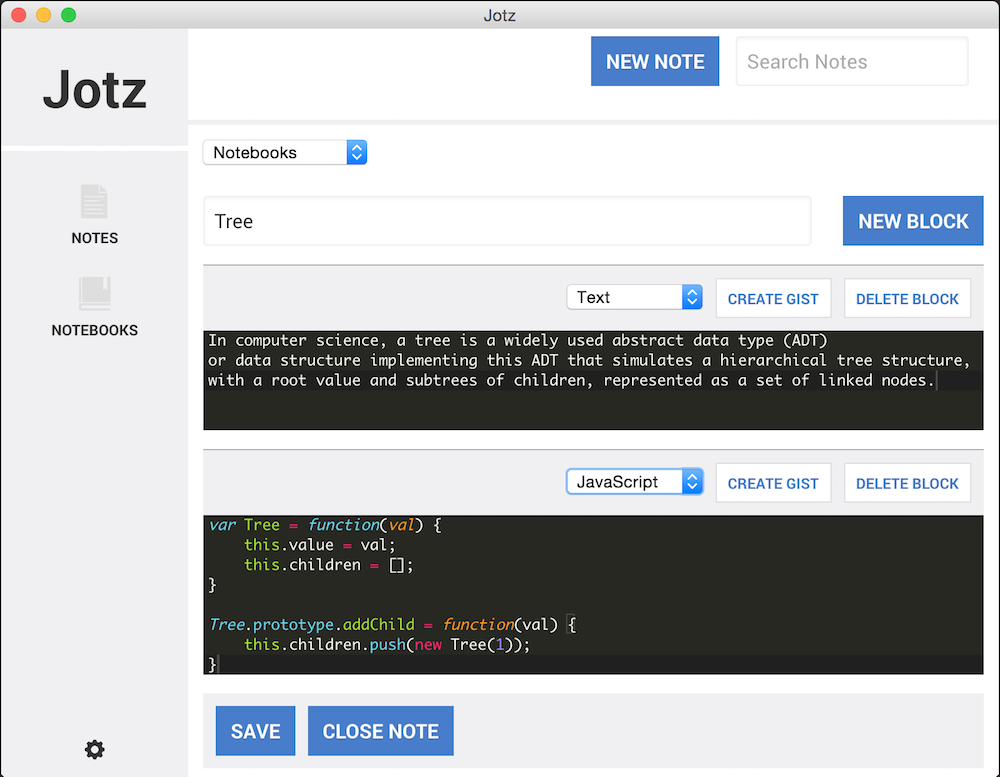 Jotz
Jotz
NEW NOTE
Search Notes
NOTES
NOTEBOOKS
Notebooks
Tree
NEW BLOCK
Text
CREATE GIST
DELETE BLOCK
In computer science, a tree is a widely used abstract data type (ADT)
or data structure implementing this ADT that simulates a hierarchical tree structure,
with a root value and subtrees of children, represented as a set of linked nodes.
JavaScript
CREATE GIST
DELETE BLOCK
var Tree = function(val) {
    this.value = val;
    this.children = [];
}
Tree.prototype.addChild = function(val) {
    this.children.push(new Tree(1));
}
SAVE
CLOSE NOTE